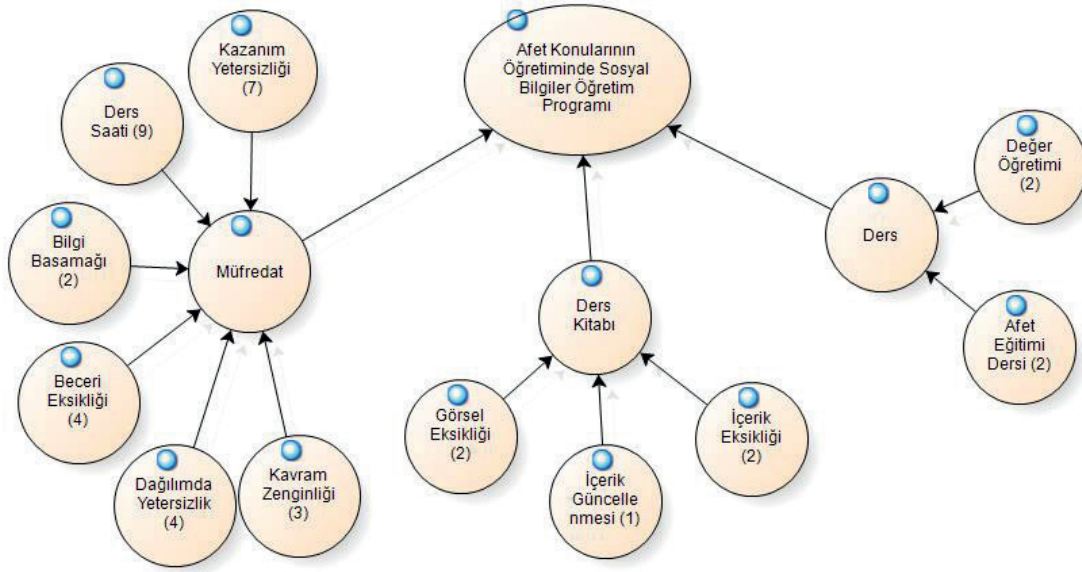 Afet Konularının
Öğretiminde Sosyal
Bilgiler Öğretim
Programı
Kazanım
Yetersizliği
(7)
Ders
Saati (9)
Bilgi
Basamağı
(2)
Müfredat
Beceri
Eksikliği
(4)
Dağılımda
Yetersizlik
(4)
Kavram
Zenginliği
(3)
Ders
Kitabı
Görsel
Eksikliği
(2)
İçerik
Güncelle
nmesi (1)
İçerik
Eksikliği
(2)
Ders
Değer
Öğretimi
(2)
Afet
Eğitimi
Dersi (2)